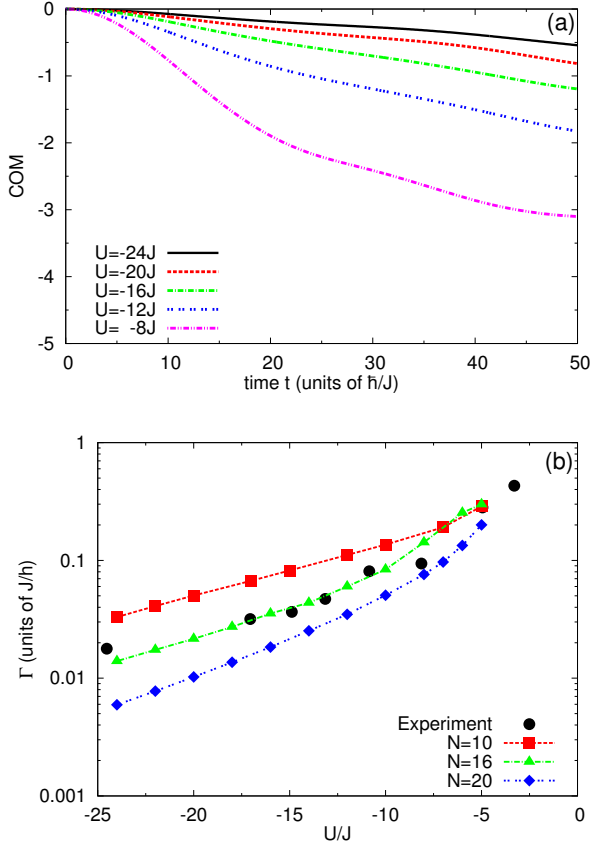 (a)
0
-1
-2
-3
-4
-5
COM
U=-24J
U=-20J
U=-16J
U=-12J
U= -8J
0 10 20 30 40 50
time t (units of ħ/J)
(b)
1
0.1
0.01
0.001
Γ (units of J/h)
Experiment
N=10
N=16
N=20
-25 -20 -15 -10 -5 0
U/J